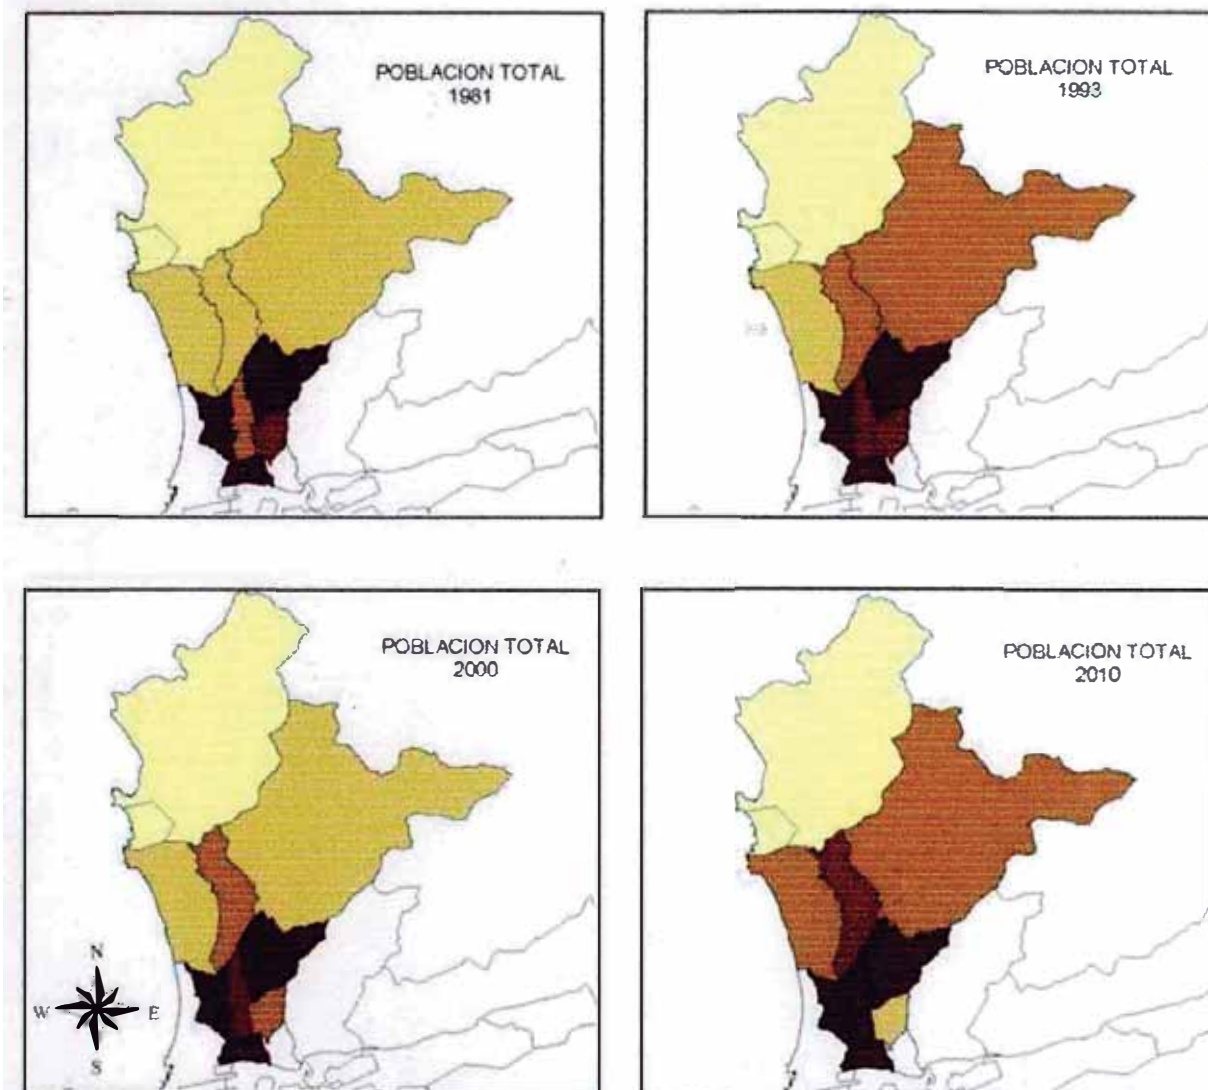 POBLACION TOTAL
1981
POBLACION TOTAL
1993
POBLACION TOTAL
2000
N
W
E
S
POBLACION TOTAL
2010